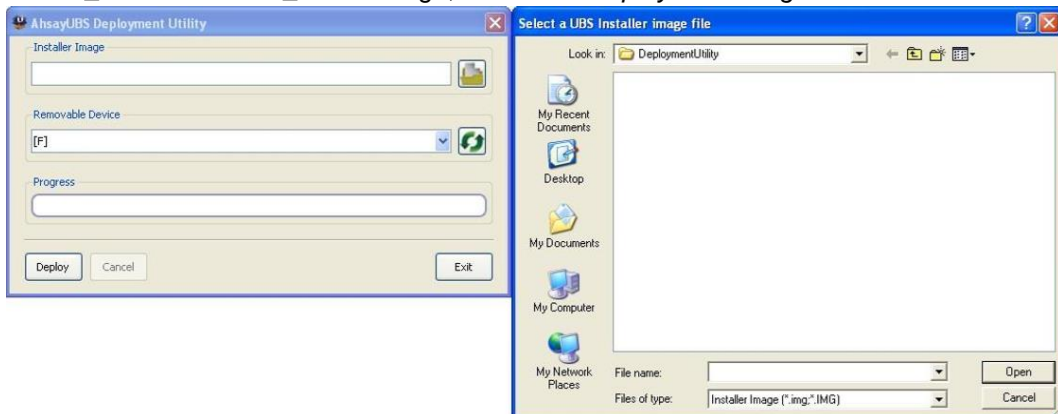 AhsayUBS Deployment Utility
Installer Image
Removable Device
[F]
Progress
Deploy
Cancel
Exit
Select a UBS Installer image file
Look in:
DeploymentUtility
My Recent
Documents
Desktop
My Documents
My Computer
My Network
Places
File name:
Open
Files of type:
Installer Image (*.img;*.IMG)
Cancel